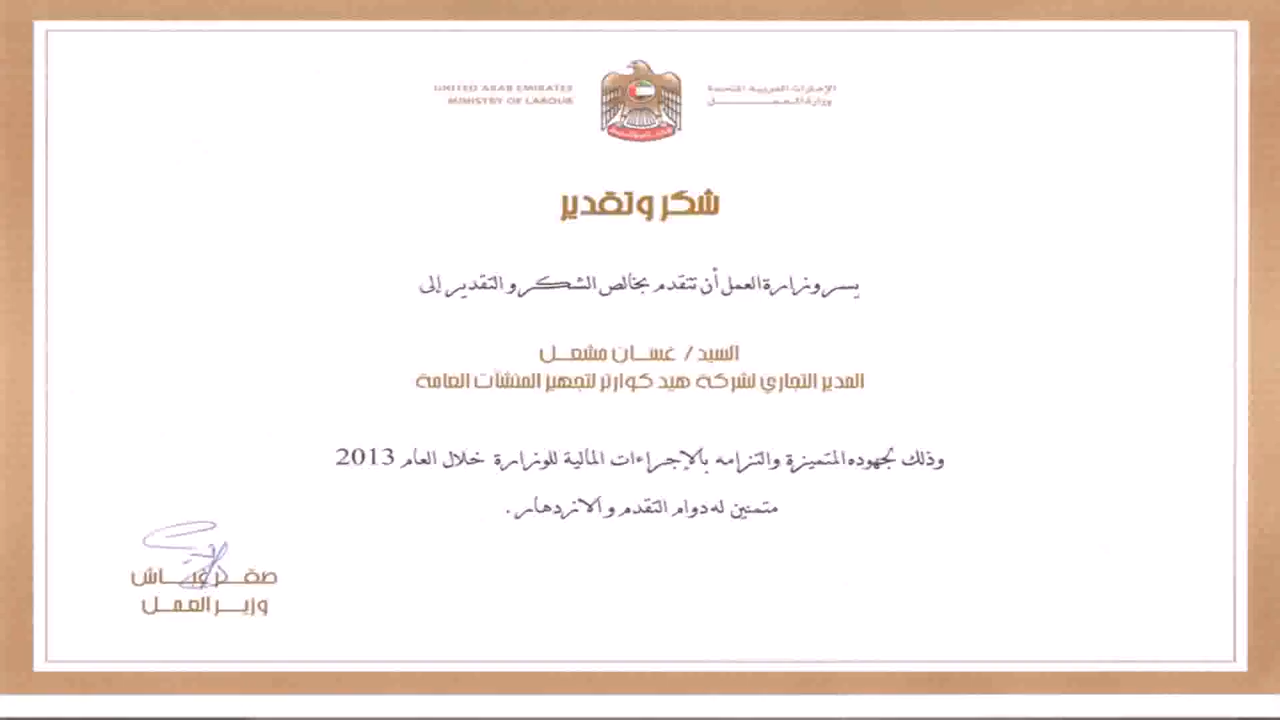 UNITED ARAB EMIRATES
MINISTRY OF LABOUR
الإمارات العربية المتحدة
وزارة العمل
شكر وتقدير
يسر وزارة العمل أن تتقدم بخالص الشكر والتقدير إلى
السيد / غسان مشعل
المدير التجاري لشركة هيد كوارتر لتجهيز المنشآت العامة
وذلك لجهوده المتميزة والتزامه بالإجراءات المالية للوزارة خلال العام 2013
متمنين له دوام التقدم والازدهار .
صقر غباش
وزير العمل